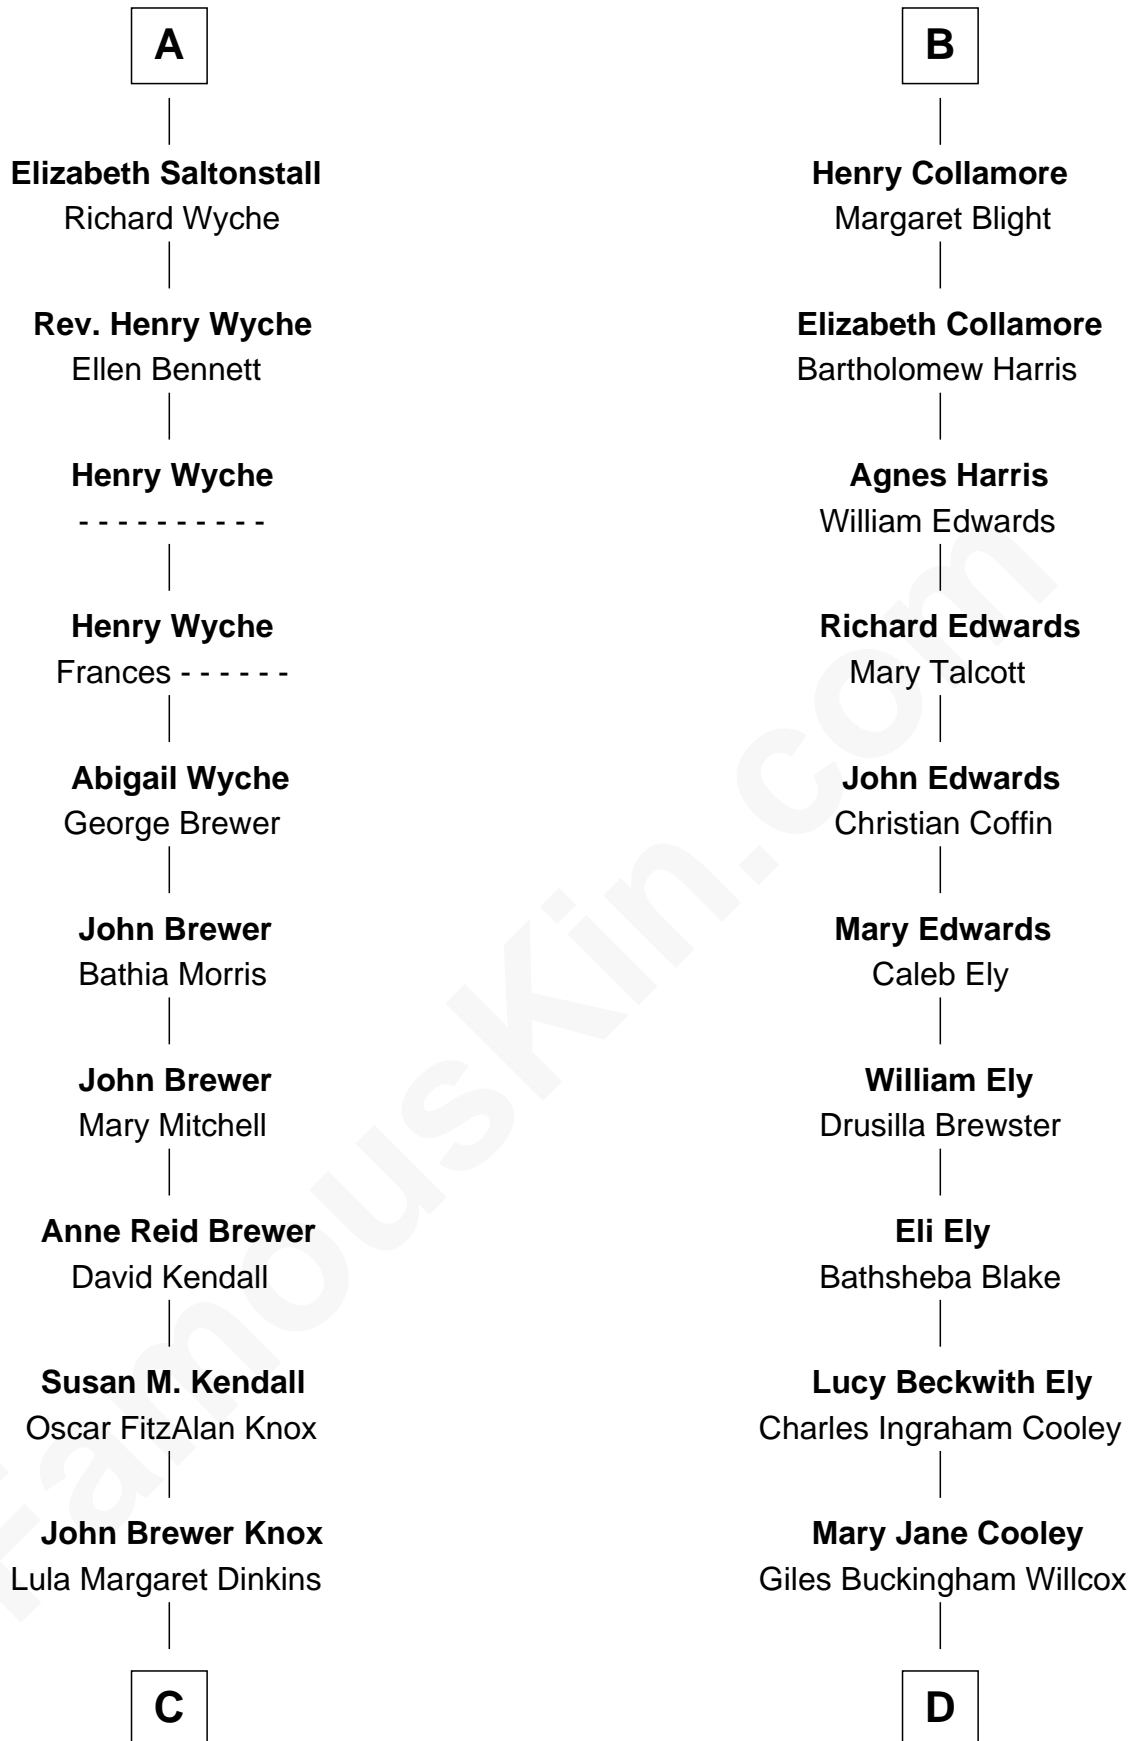 A
Elizabeth Saltonstall
Richard Wyche
Rev. Henry Wyche
Ellen Bennett
Henry Wyche
- - - - - - - - - -
Henry Wyche
Frances - - - - - -
Abigail Wyche
George Brewer
John Brewer
Bathia Morris
John Brewer
Mary Mitchell
Anne Reid Brewer
David Kendall
Susan M. Kendall
Oscar FitzAlan Knox
John Brewer Knox
Lula Margaret Dinkins
C
B
Henry Collamore
Margaret Blight
Elizabeth Collamore
Bartholomew Harris
Agnes Harris
William Edwards
Richard Edwards
Mary Talcott
John Edwards
Christian Coffin
Mary Edwards
Caleb Ely
William Ely
Drusilla Brewster
Eli Ely
Bathsheba Blake
Lucy Beckwith Ely
Charles Ingraham Cooley
Mary Jane Cooley
Giles Buckingham Willcox
D
FamousKin.com